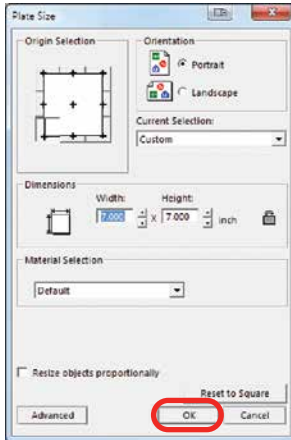 Plate Size
Origin Selection
Orientation
Portrait
Landscape
Current Selection:
Custom
Dimensions
Width:
Height:
7.000 x 7.000 inch
Material Selection
Default
Resize objects proportionally
Reset to Square
Advanced
OK
Cancel